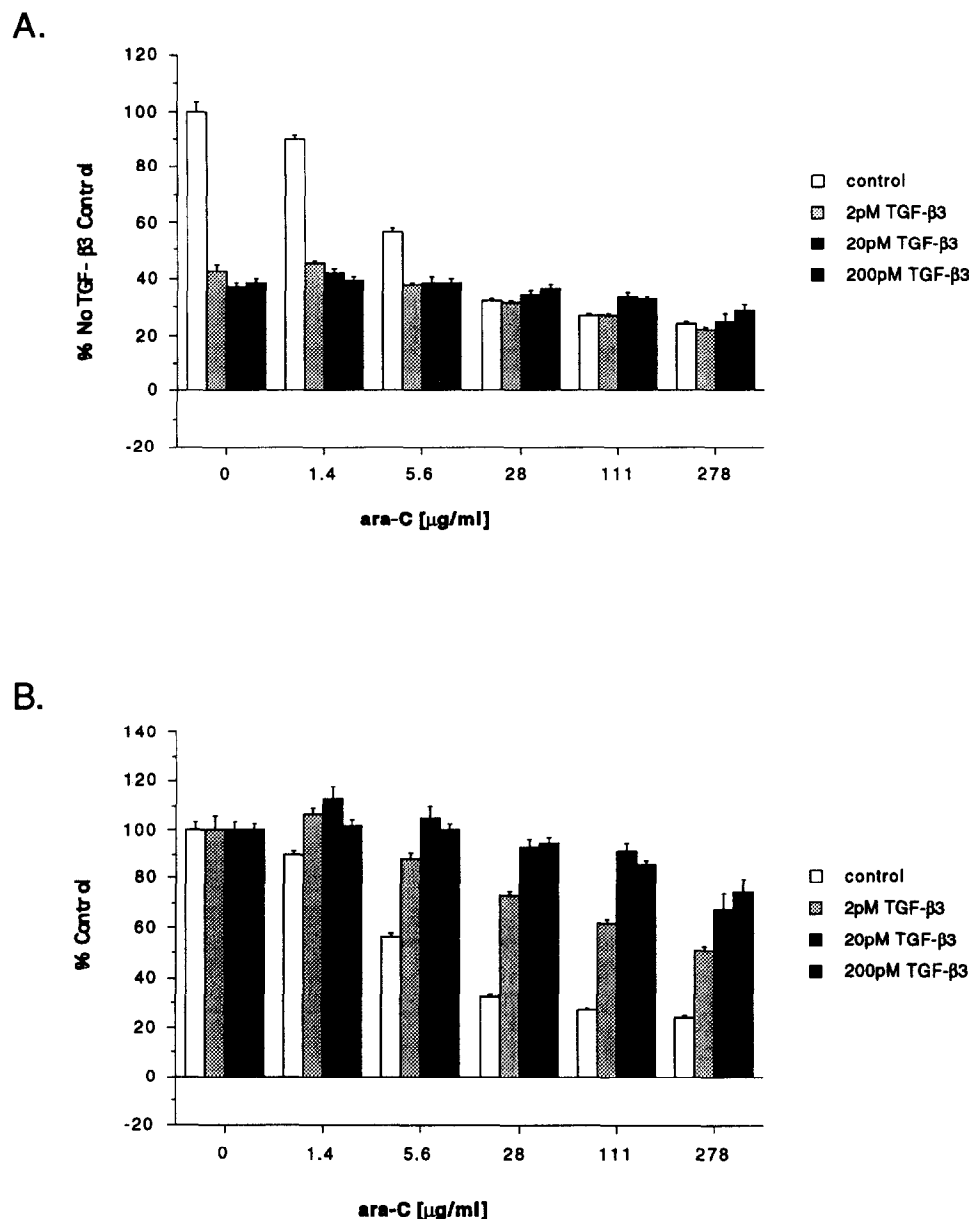 A.
120
100
80
60
40
20
0
-20
% No TGF-β3 Control
0 1.4 5.6 28 111 278
ara-C [µg/ml]
control
2pM TGF-β3
20pM TGF-β3
200pM TGF-β3
B.
140
120
100
80
60
40
20
0
-20
% Control
0 1.4 5.6 28 111 278
ara-C [µg/ml]
control
2pM TGF-β3
20pM TGF-β3
200pM TGF-β3